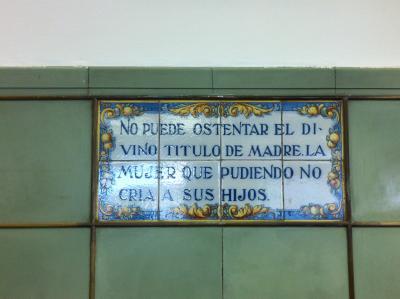 NO PUEDE OSTENTAR EL DI-
VINO TITULO DE MADRE. LA
MUJER QUE PUDIENDO NO
CRIA A SUS HIJOS.